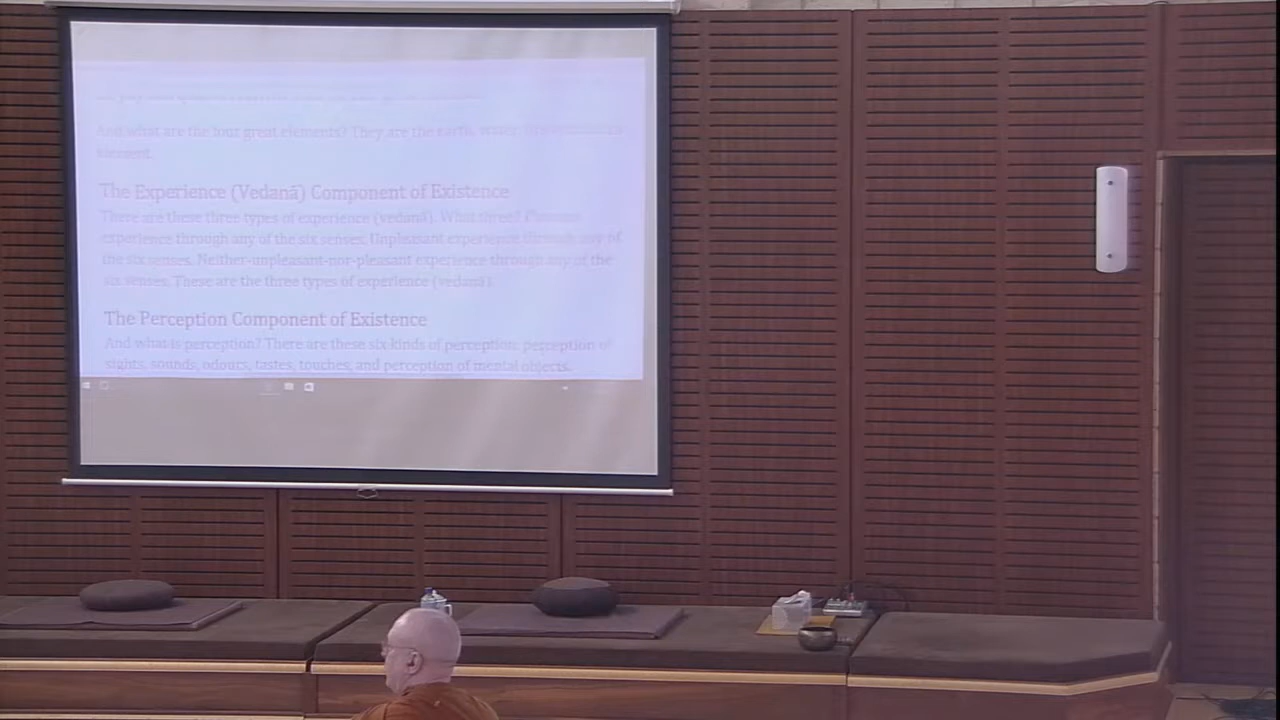 And what are the four great elements? They are the earth, water,
element.
The Experience (Vedanā) Component of Existence
There are these three types of experience (vedanā). What three? Pleasant
experience through any of the six senses. Unpleasant experience through any of
the six senses. Neither-unpleasant-nor-pleasant experience through any of the
six senses. These are the three types of experience (vedanā).
The Perception Component of Existence
And what is perception? There are these six kinds of perception: perception of
sights, sounds, odours, tastes, touches, and perception of mental objects.